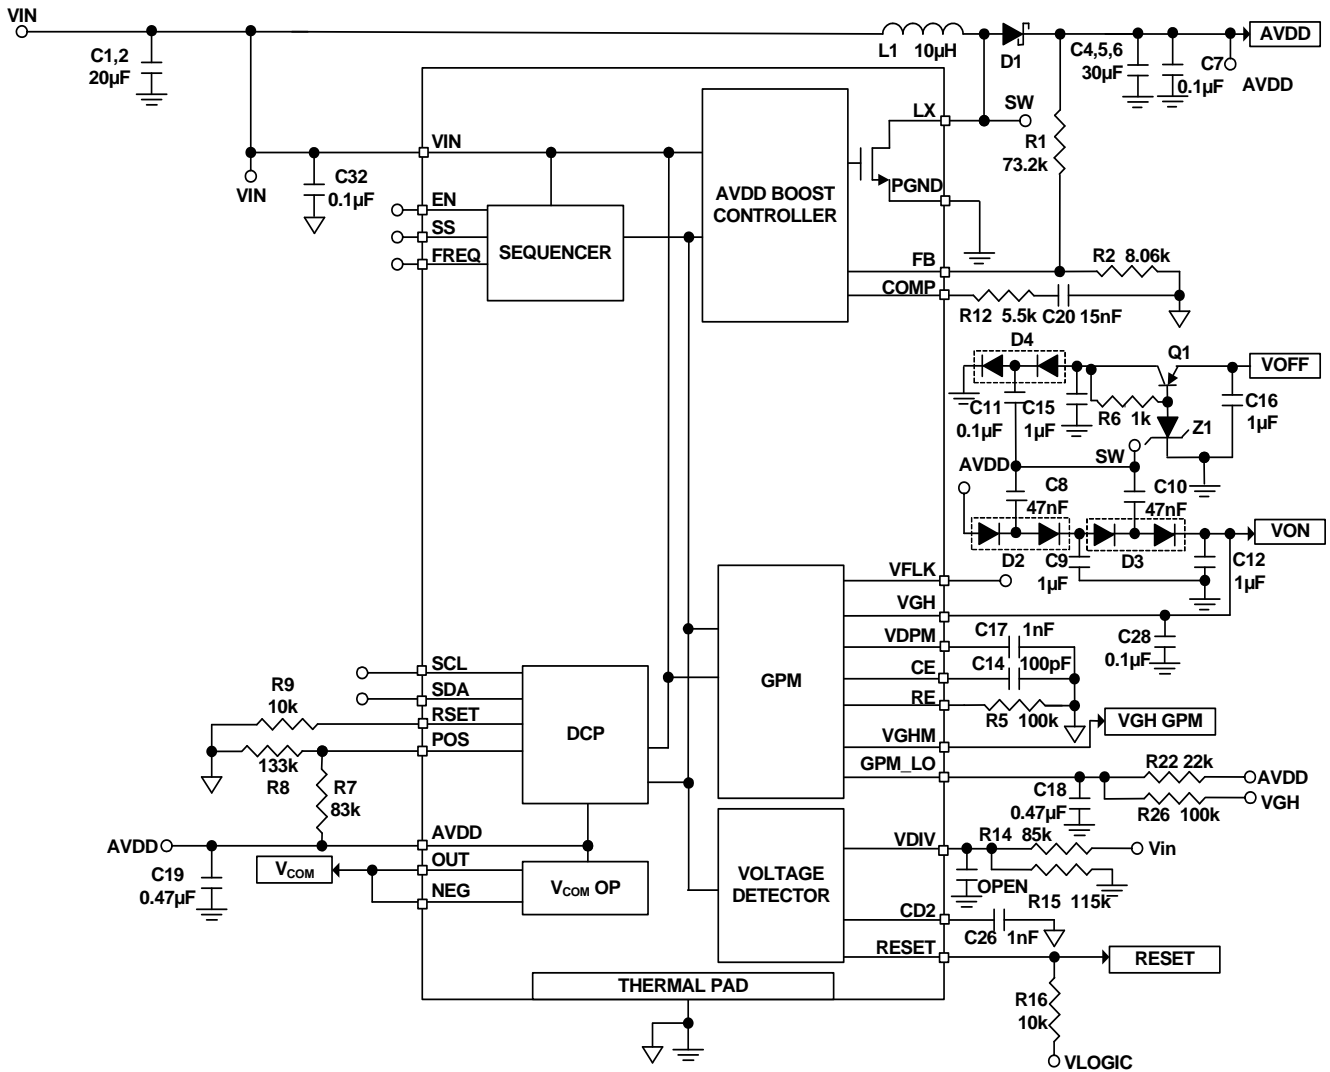 VIN
C1,2
20µF
L1 10µH
D1
C4,5,6
30µF
C7
0.1µF
AVDD
AVDD
LX
SW
R1
73.2k
VIN
VIN
C32
0.1µF
PGND
AVDD BOOST
CONTROLLER
EN
SS
FREQ
SEQUENCER
FB
COMP
R2 8.06k
R12 5.5k
C20 15nF
D4
Q1
VOFF
C11
0.1µF
C15
1µF
R6 1k
Z1
C16
1µF
AVDD
SW
C8
47nF
C10
47nF
VON
D2
C9
1µF
D3
C12
1µF
VFLK
VGH
VDPM
CE
RE
VGHM
GPM_LO
GPM
C17 1nF
C14 100pF
R5 100k
C28
0.1µF
VGH GPM
SCL
SDA
RSET
POS
DCP
R9
10k
133k
R8
R7
83k
R22 22k
AVDD
C18
0.47µF
R26 100k
VGH
AVDD
AVDD
OUT
NEG
VCOM
VCOM OP
C19
0.47µF
VOLTAGE
DETECTOR
VDIV
R14 85k
Vin
OPEN
R15 115k
CD2
C26 1nF
RESET
RESET
THERMAL PAD
R16
10k
VLOGIC